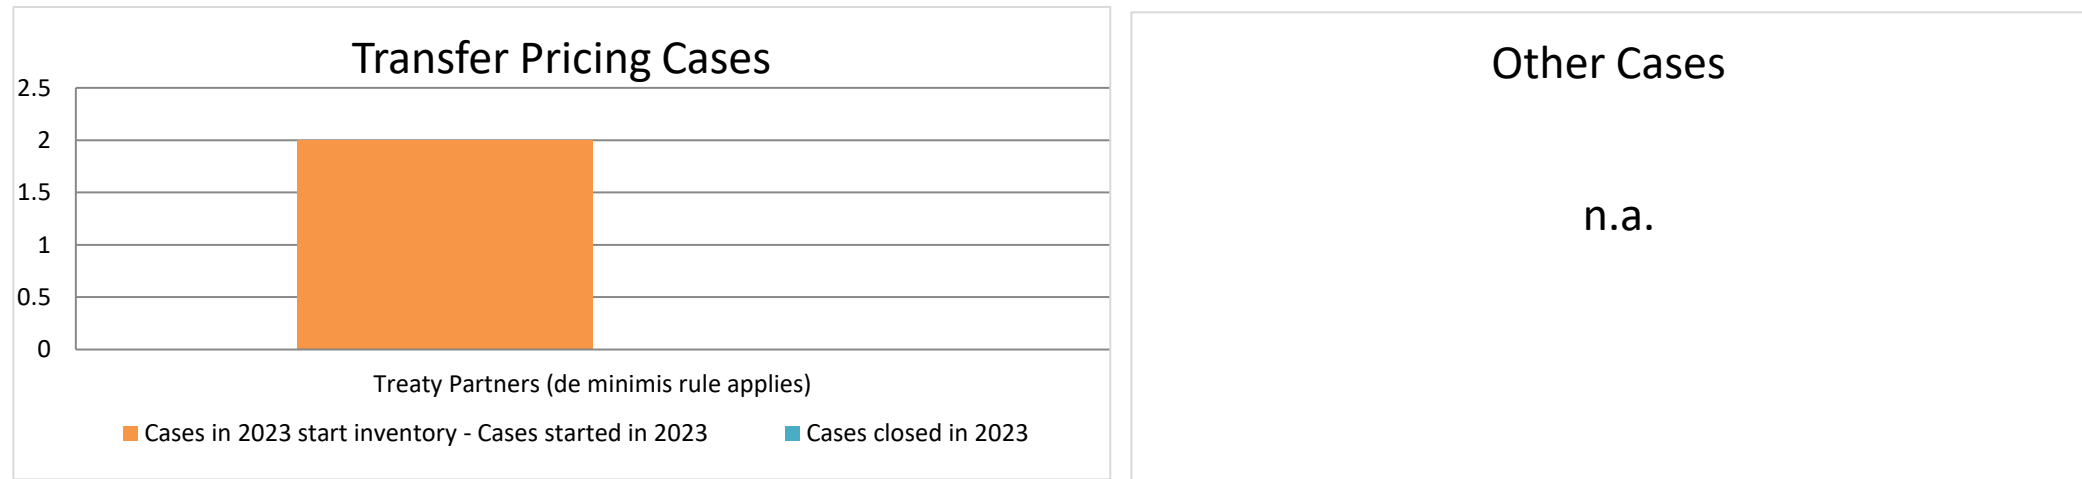 Transfer Pricing Cases
2.5
2
1.5
1
0.5
0
Treaty Partners (de minimis rule applies)
Cases in 2023 start inventory - Cases started in 2023
Cases closed in 2023
Other Cases
n.a.